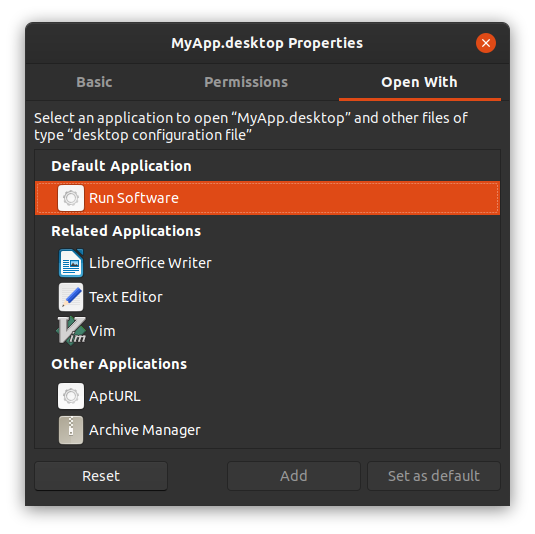 MyApp.desktop Properties
Basic
Permissions
Open With
Select an application to open “MyApp.desktop” and other files of
type “desktop configuration file”
Default Application
Run Software
Related Applications
LibreOffice Writer
Text Editor
Vim
Other Applications
AptURL
Archive Manager
Reset
Add
Set as default